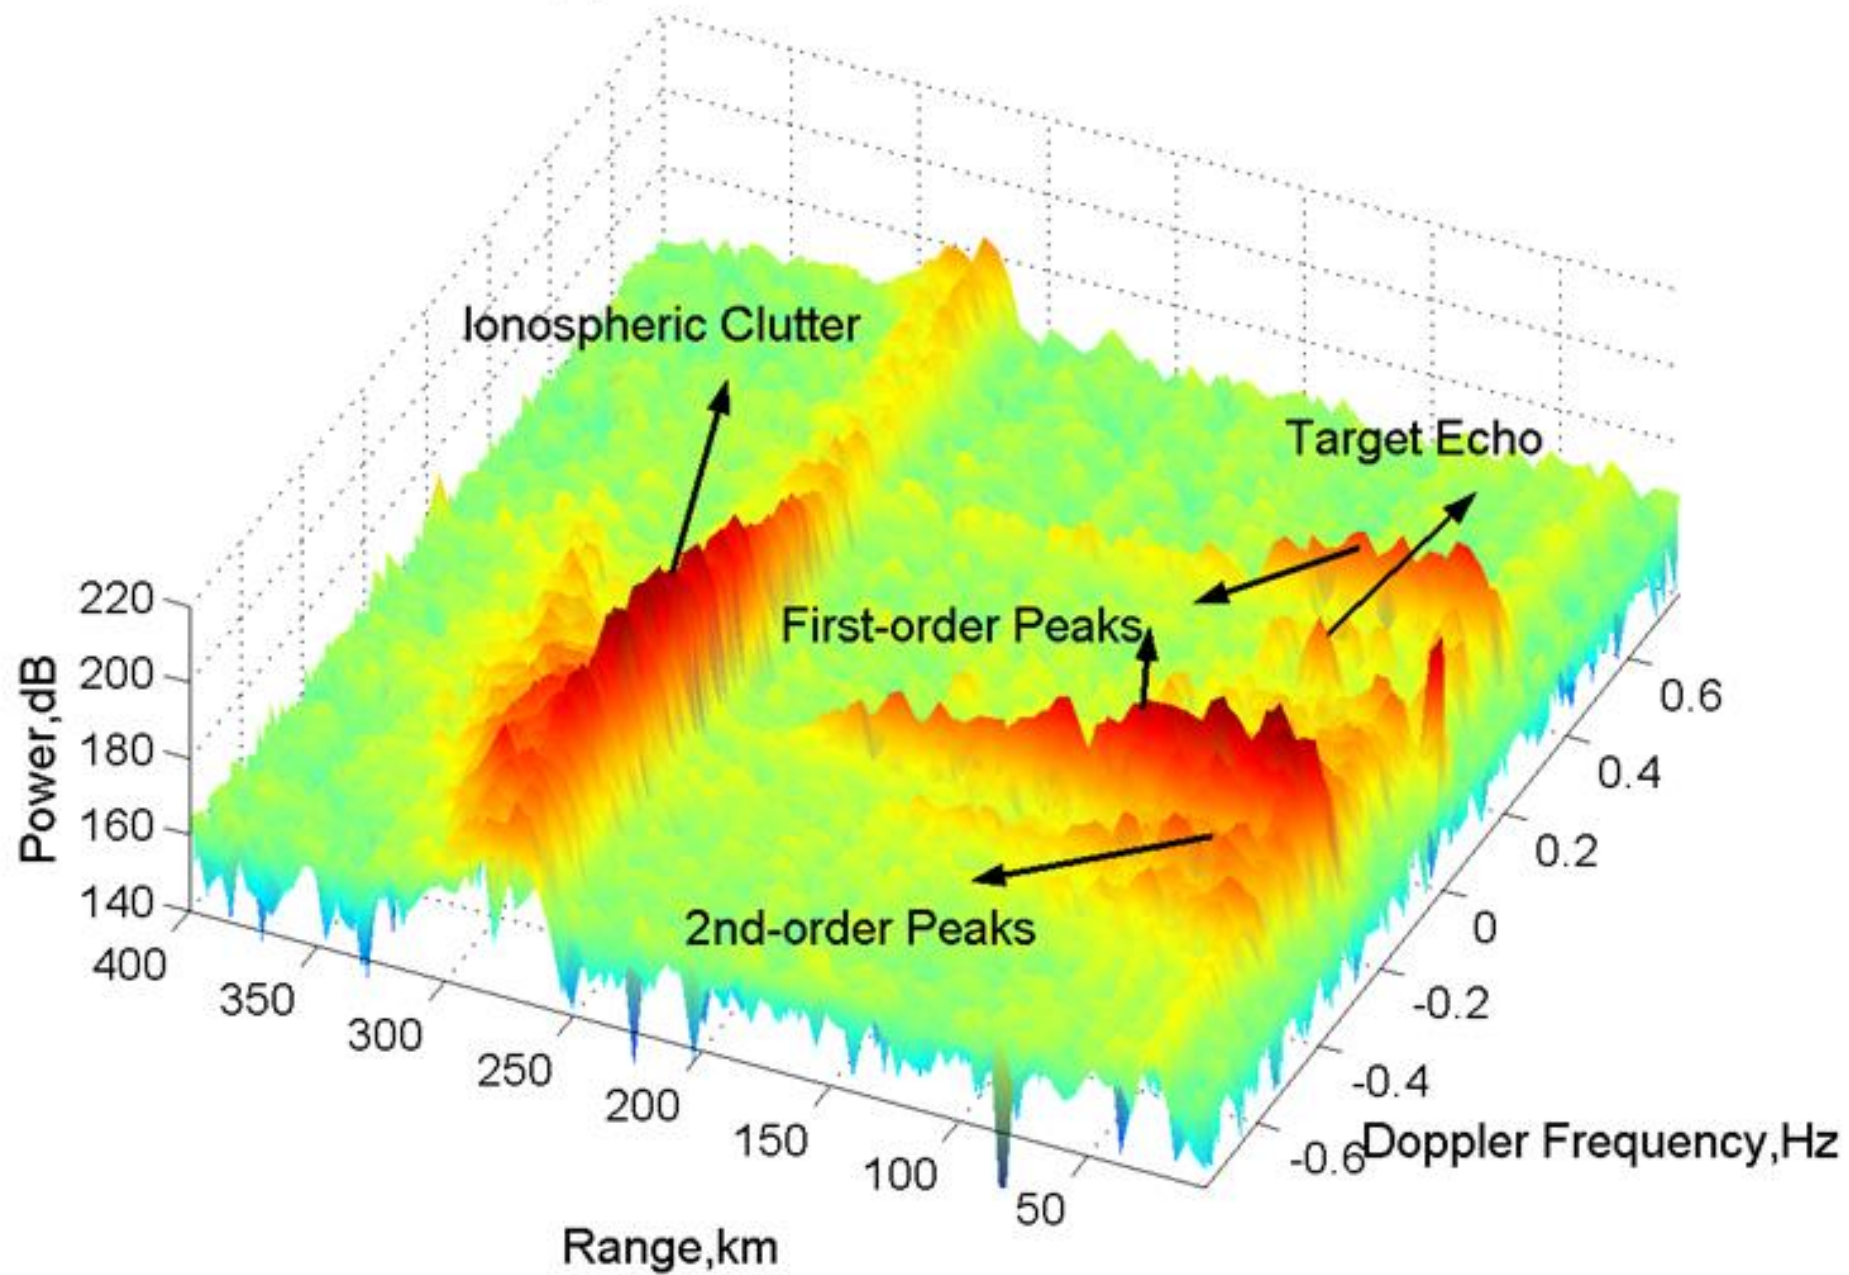 Ionospheric Clutter
Target Echo
First-order Peaks
2nd-order Peaks
Power,dB
220
200
180
160
140
400
350
300
250
200
150
100
50
Range,km
0.6
0.4
0.2
0
-0.2
-0.4
-0.6
Doppler Frequency,Hz